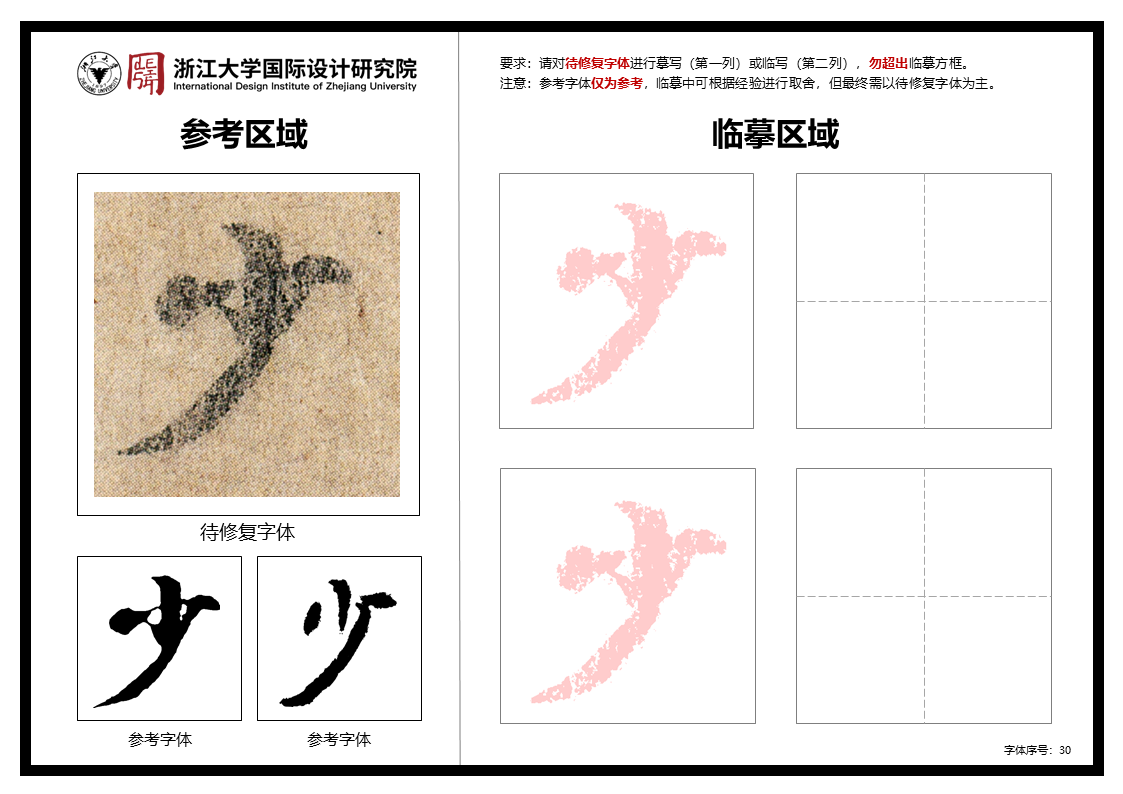 浙江大学国际设计研究院
International Design Institute of Zhejiang University
参考区域
少
待修复字体
少
少
参考字体
参考字体
要求：请对待修复字体进行摹写（第一列）或临写（第二列），勿超出临摹方框。
注意：参考字体仅为参考，临摹中可根据经验进行取舍，但最终需以待修复字体为主。
临摹区域
少
少
字体序号：30